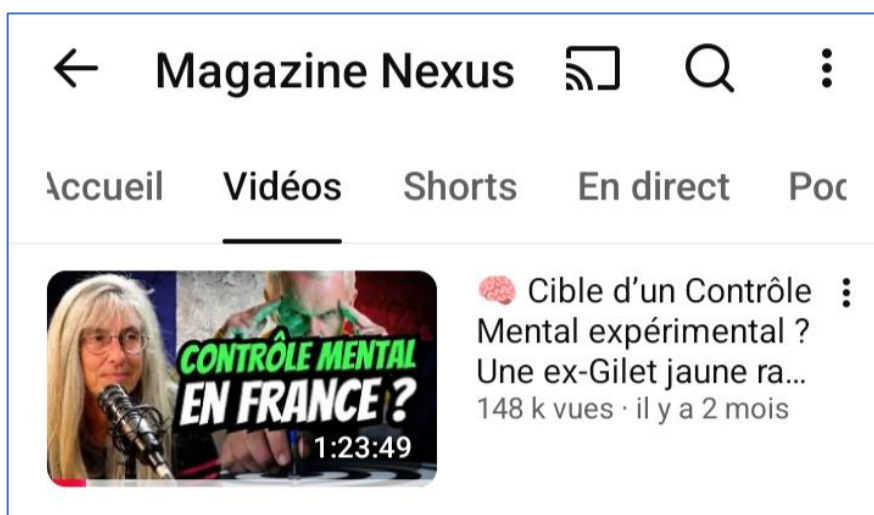 Magazine Nexus
Accueil Vidéos Shorts En direct
CONTRÔLE MENTAL
EN FRANCE ?
1:23:49
🧠 Cible d’un Contrôle
Mental expérimental ?
Une ex-Gilet jaune ra...
148 k vues · il y a 2 mois